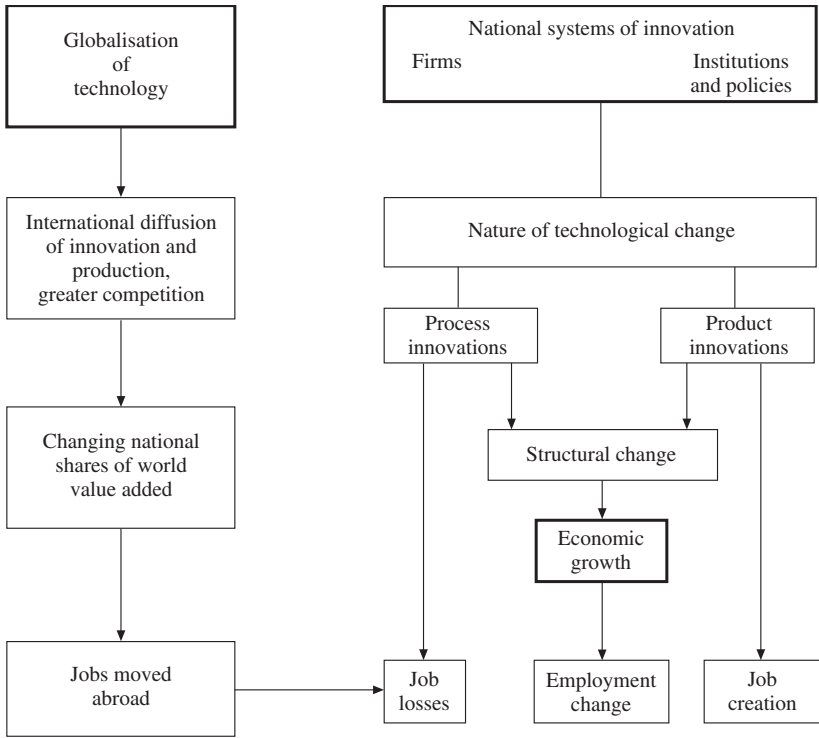 Globalisation
of
technology
National systems of innovation
Firms
Institutions
and policies
International diffusion
of innovation and
production,
greater competition
Nature of technological change
Process
innovations
Product
innovations
Changing national
shares of world
value added
Structural change
Economic
growth
Jobs moved
abroad
Job
losses
Employment
change
Job
creation